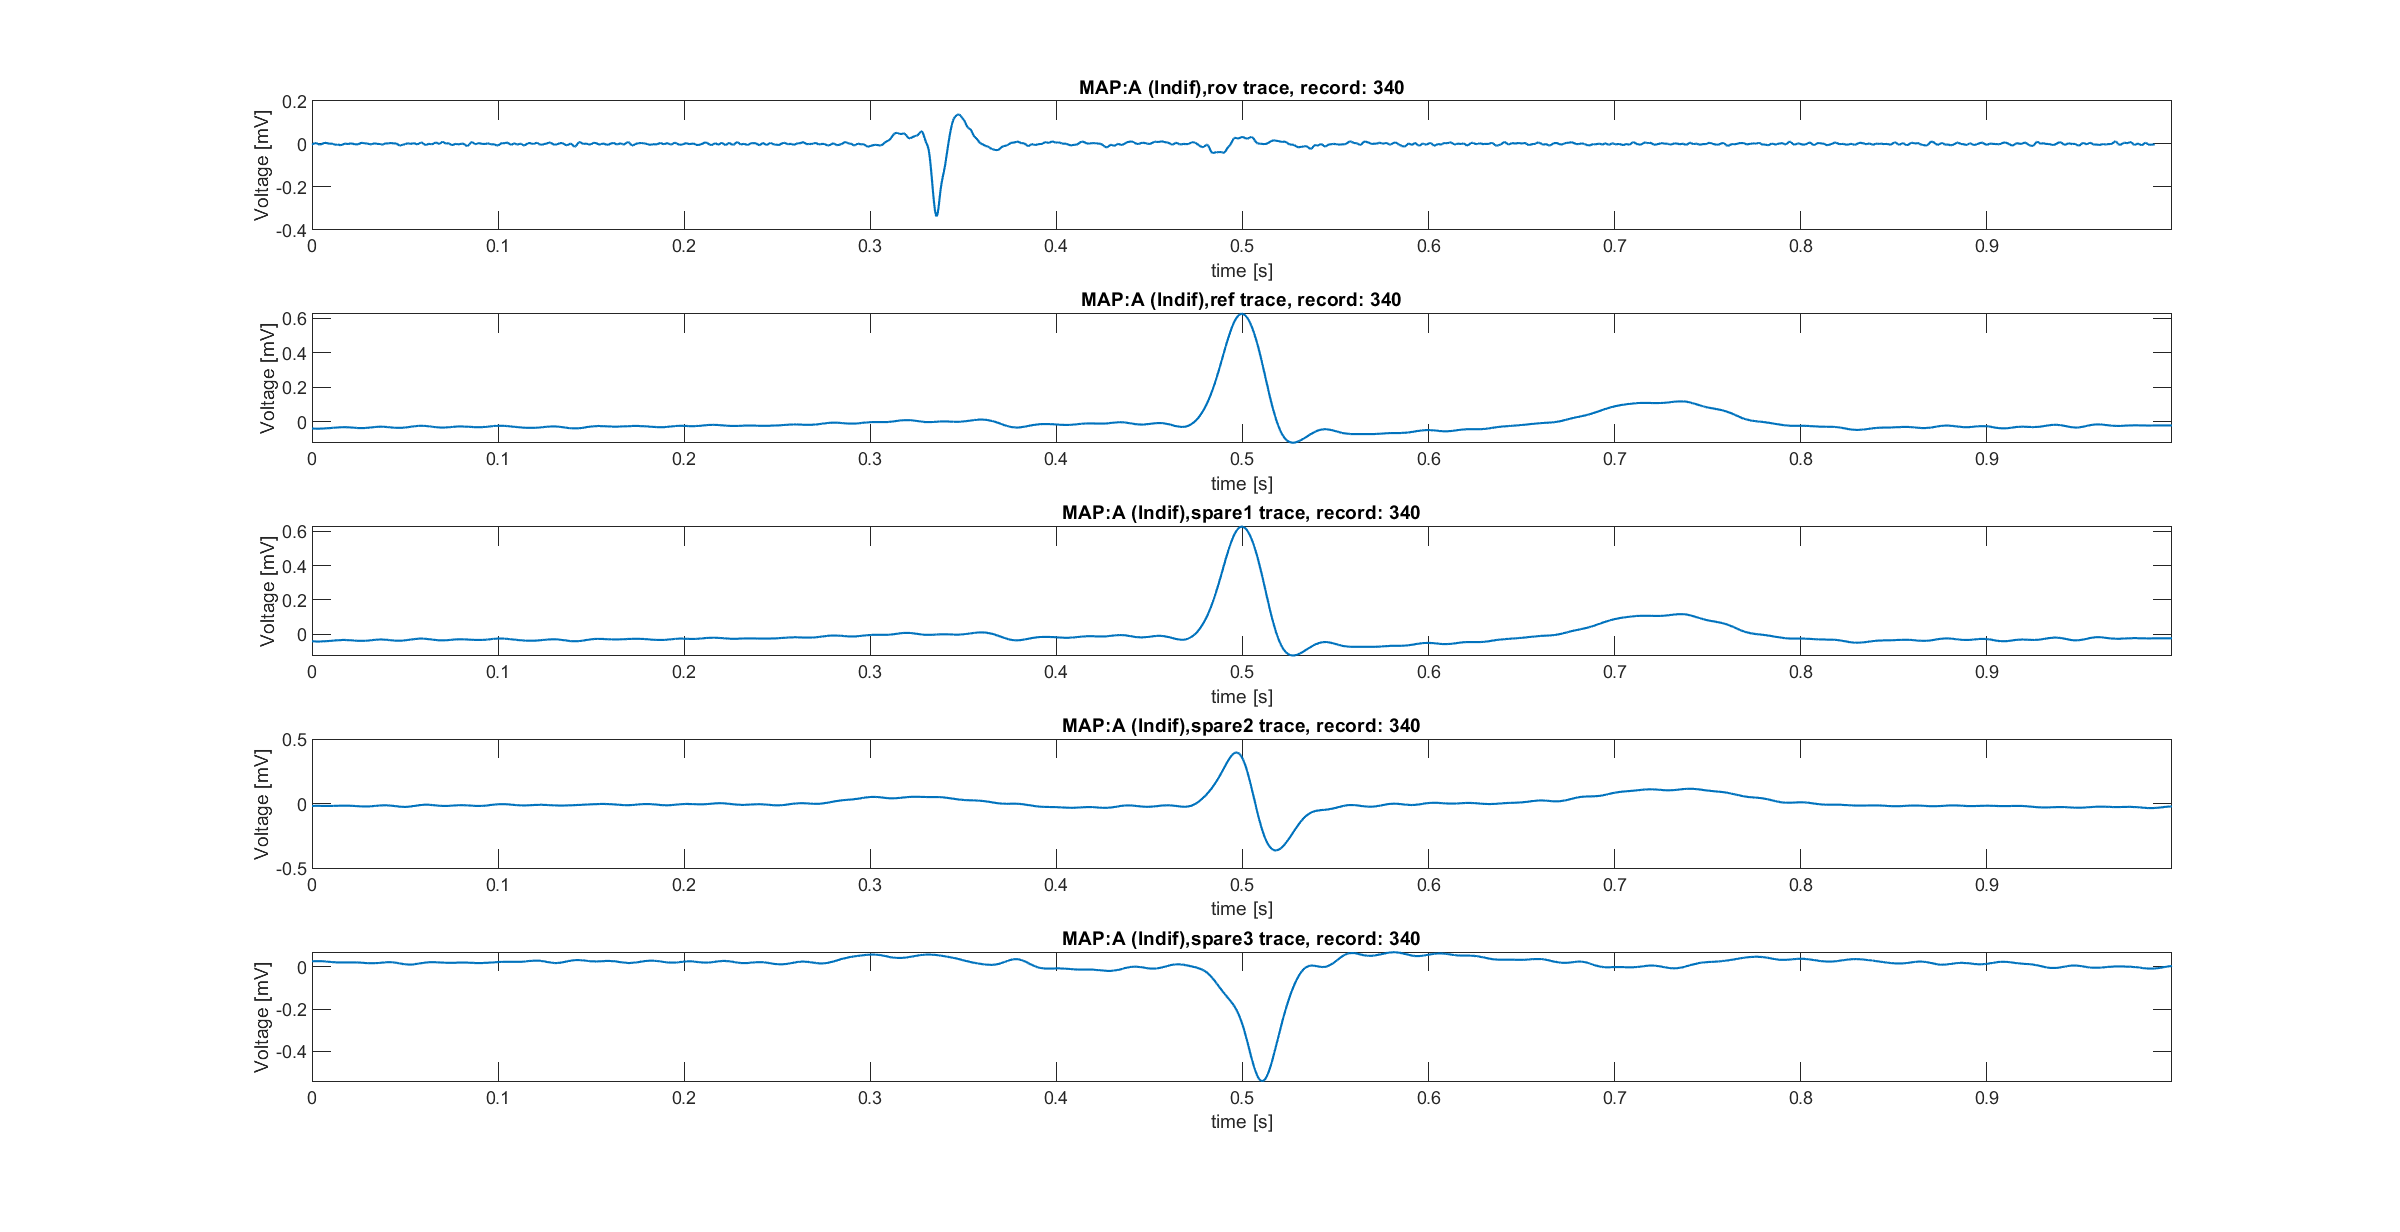 MAP:A (Indif),rov trace, record: 340
Voltage [mV]
0.2
0
-0.2
-0.4
0 0.1 0.2 0.3 0.4 0.5 0.6 0.7 0.8 0.9
time [s]
MAP:A (Indif),ref trace, record: 340
Voltage [mV]
0.6
0.4
0.2
0
0 0.1 0.2 0.3 0.4 0.5 0.6 0.7 0.8 0.9
time [s]
MAP:A (Indif),spare1 trace, record: 340
Voltage [mV]
0.6
0.4
0.2
0
0 0.1 0.2 0.3 0.4 0.5 0.6 0.7 0.8 0.9
time [s]
MAP:A (Indif),spare2 trace, record: 340
Voltage [mV]
0.5
0
-0.5
0 0.1 0.2 0.3 0.4 0.5 0.6 0.7 0.8 0.9
time [s]
MAP:A (Indif),spare3 trace, record: 340
Voltage [mV]
0
-0.2
-0.4
0 0.1 0.2 0.3 0.4 0.5 0.6 0.7 0.8 0.9
time [s]